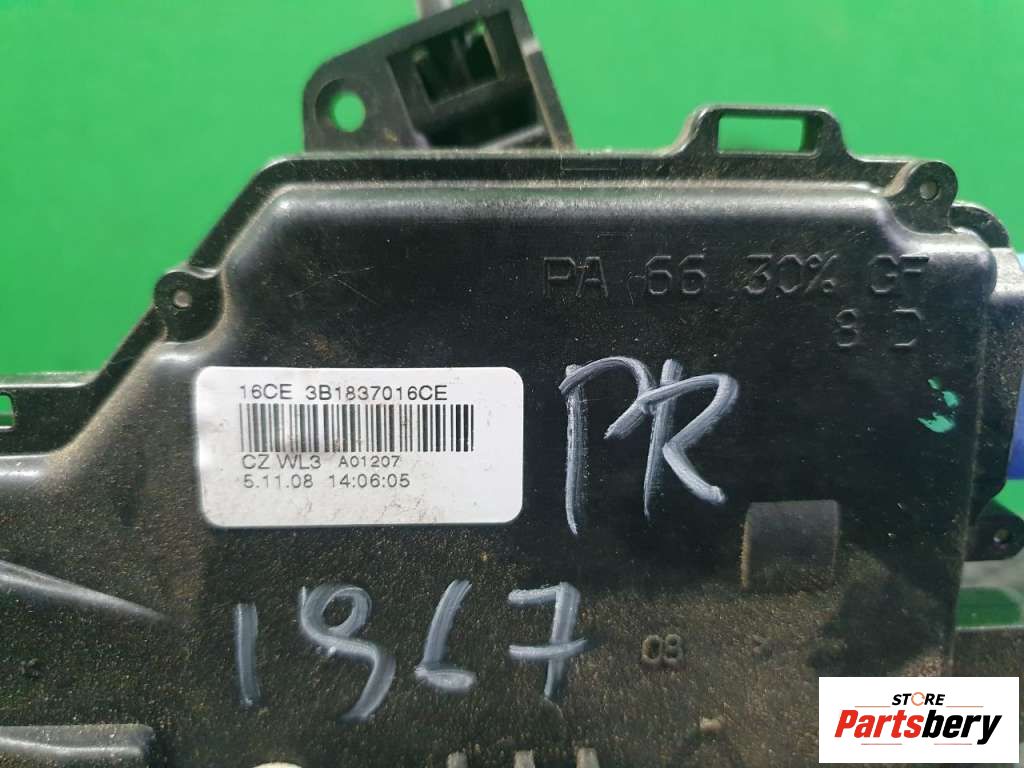 PA 66 30% GF
8 D
16CE 3B1837016CE
CZ WL3 A01207
5.11.08 14:06:05
PR
1967
08
STORE
Partsbery